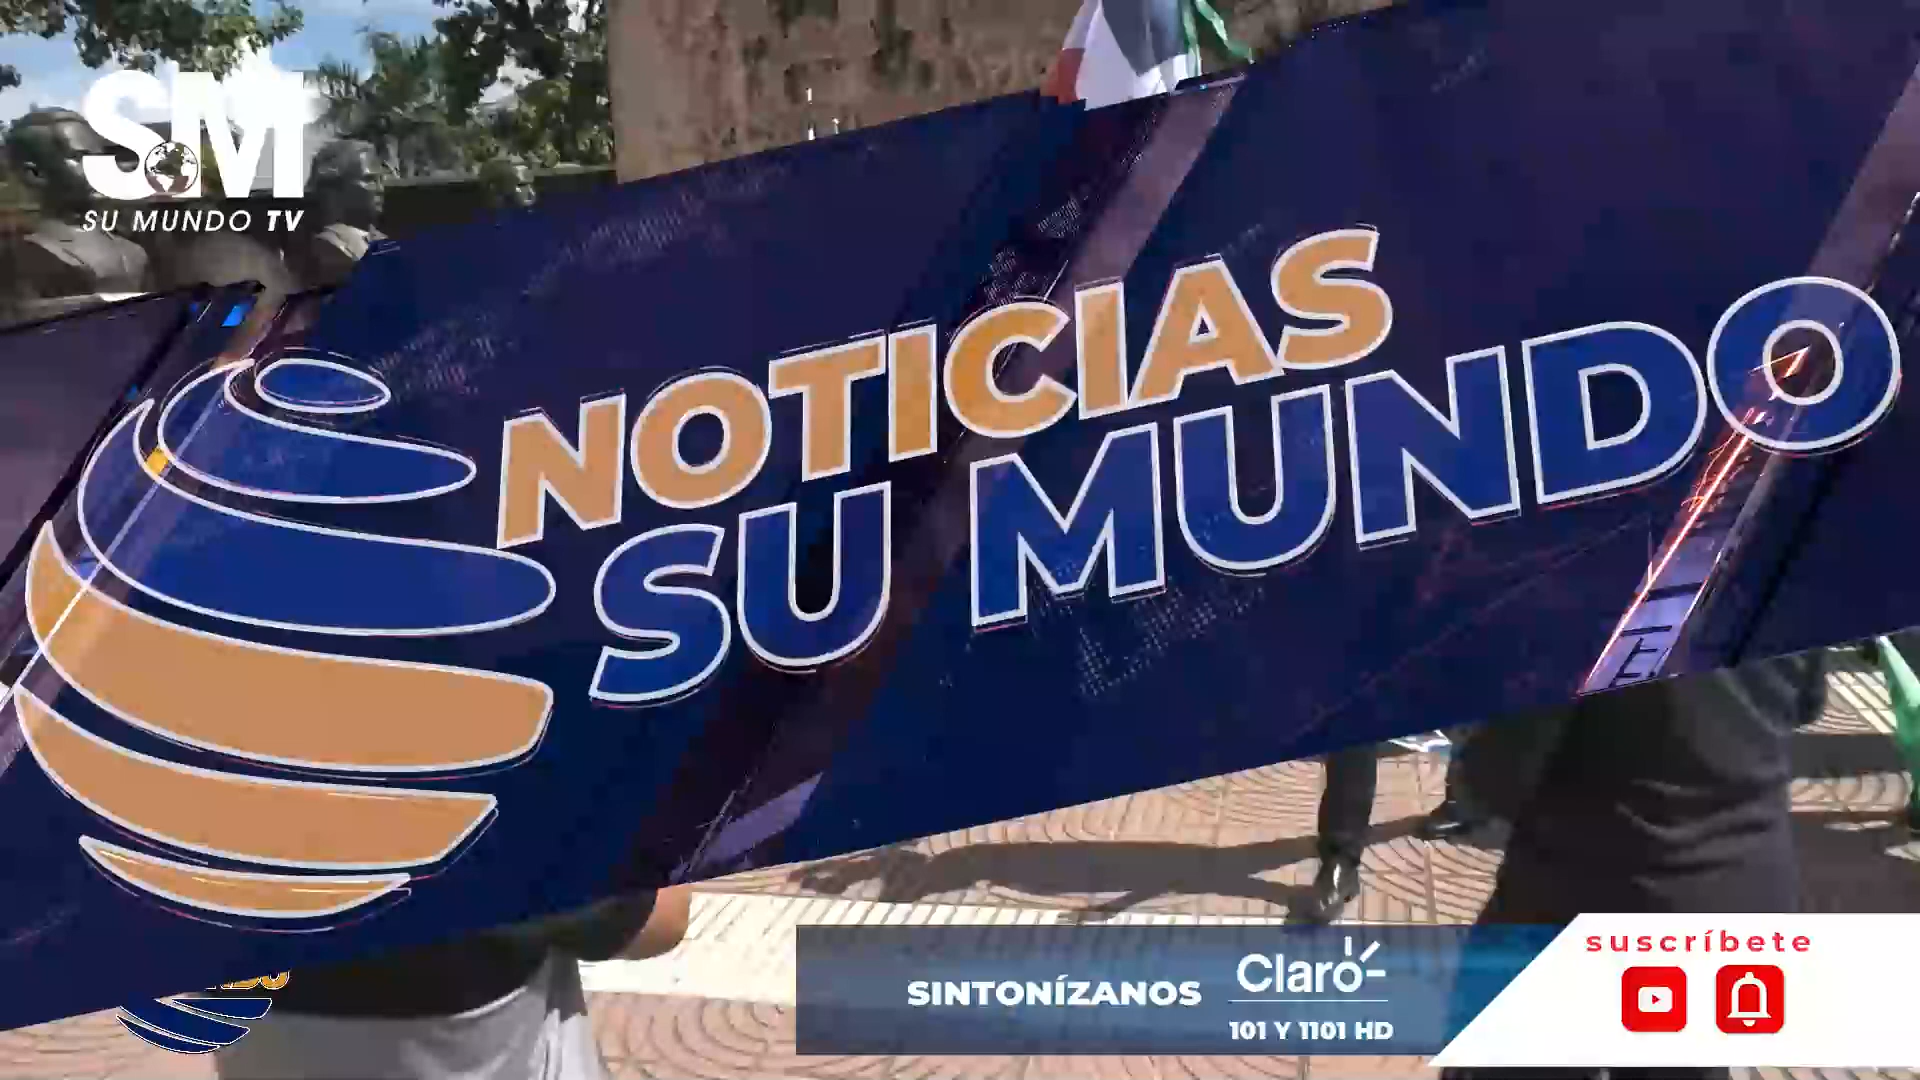 SM
SU MUNDO TV
NOTICIAS
SU MUNDO
SINTONÍZANOS
Claro
101 Y 1101 HD
suscríbete